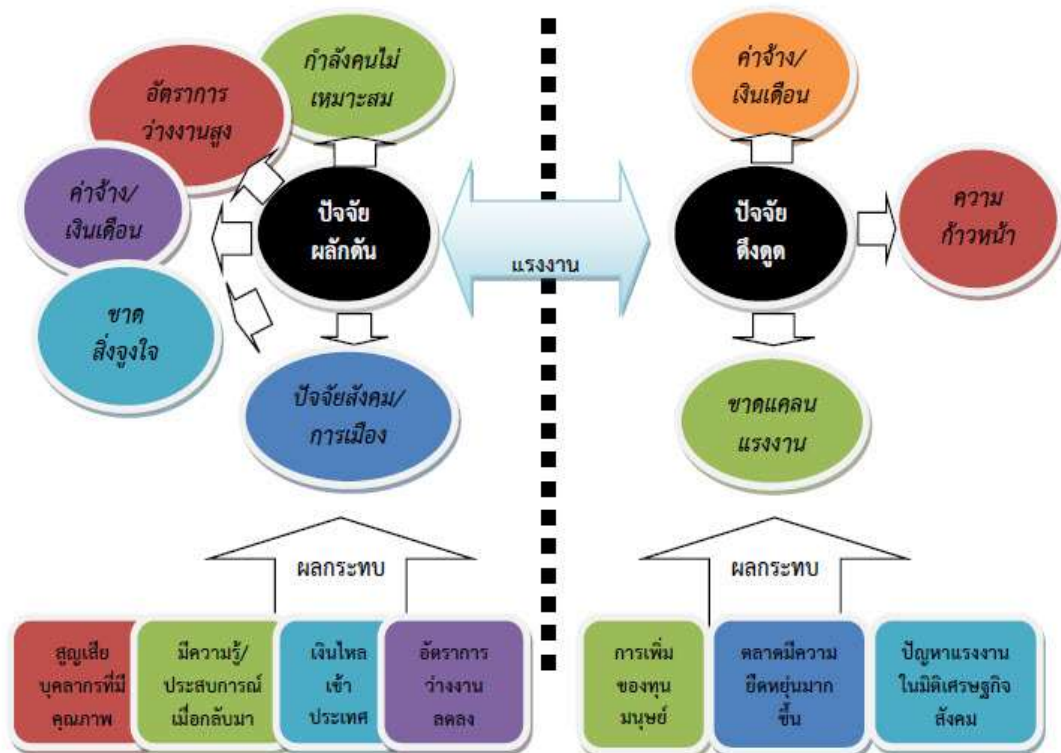 กำลังคนไม่
เหมาะสม
อัตราการ
ว่างงานสูง
ค่าจ้าง/
เงินเดือน
ขาด
สิ่งจูงใจ
ปัจจัย
ผลักดัน
ปัจจัยสังคม/
การเมือง
แรงงาน
ค่าจ้าง/
เงินเดือน
ปัจจัย
ดึงดูด
ความ
ก้าวหน้า
ขาดแคลน
แรงงาน
ผลกระทบ
สูญเสีย
บุคลากรที่มี
คุณภาพ
มีความรู้/
ประสบการณ์
เมื่อกลับมา
เงินไหล
เข้า
ประเทศ
อัตราการ
ว่างงาน
ลดลง
ผลกระทบ
การเพิ่ม
ของทุน
มนุษย์
ตลาดมีความ
ยืดหยุ่นมาก
ขึ้น
ปัญหาแรงงาน
ในมิติเศรษฐกิจ
สังคม